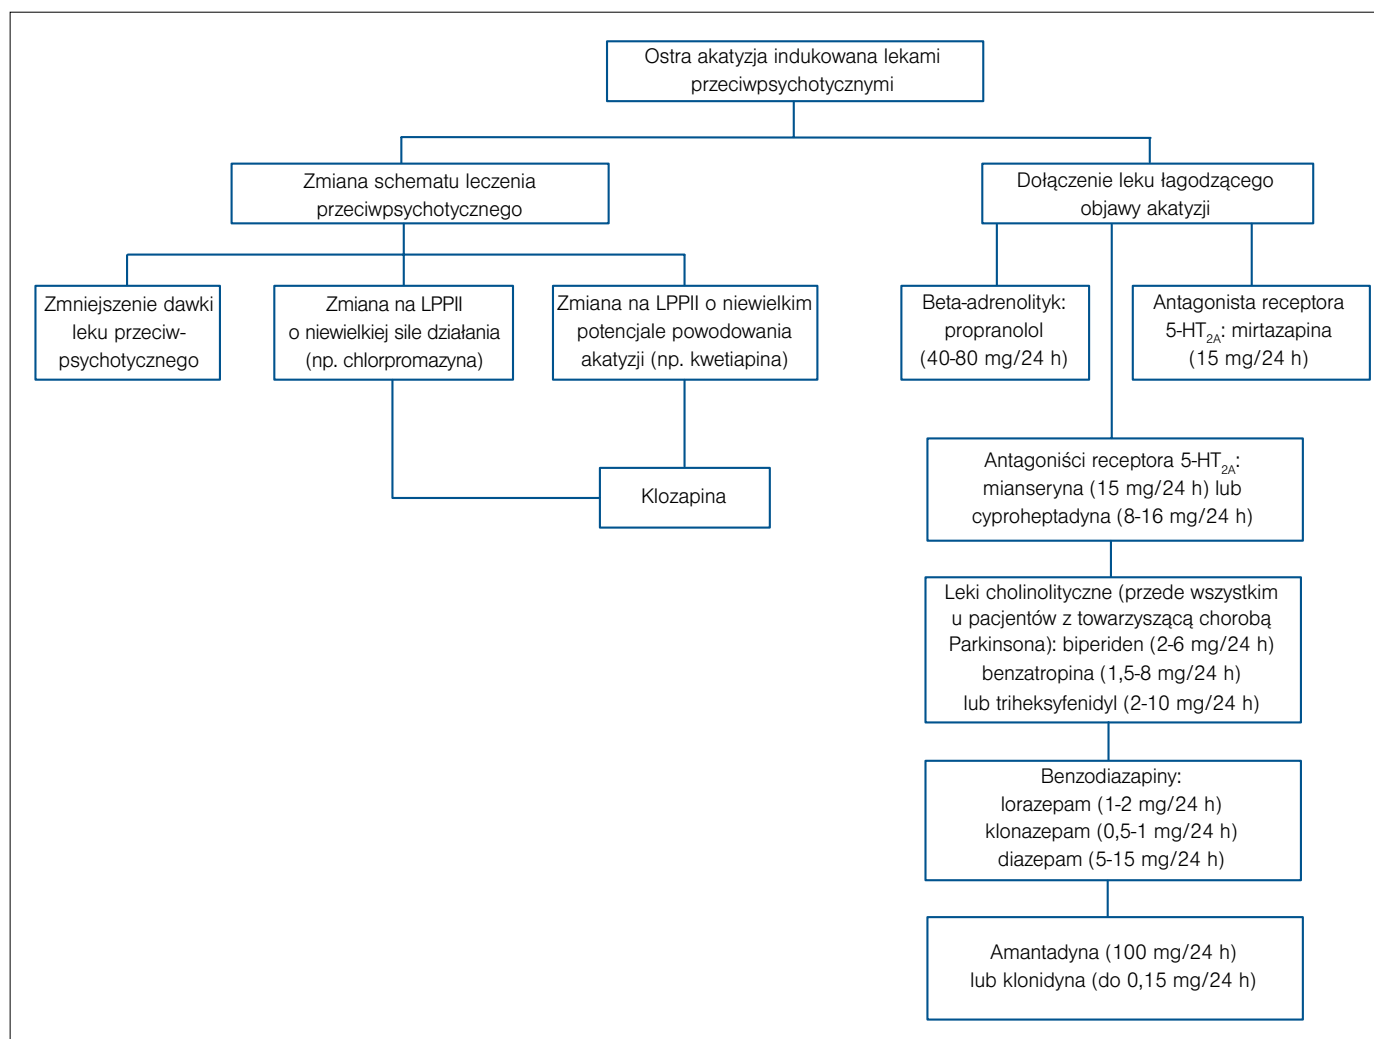 Ostra akatyzja indukowana lekami
przeciwpsychotycznymi
Zmiana schematu leczenia
przeciwpsychotycznego
Dołączenie leku łagodzącego
objawy akatyzji
Zmniejszenie dawki
leku przeciw-
psychotycznego
Zmiana na LPPII
o niewielkiej sile działania
(np. chlorpromazyna)
Zmiana na LPPII o niewielkim
potencjale powodowania
akatyzji (np. kwetiapina)
Beta-adrenolityk:
propranolol
(40-80 mg/24 h)
Antagonista receptora
5-HT2A: mirtazapina
(15 mg/24 h)
Klozapina
Antagoniści receptora 5-HT2A:
mianseryna (15 mg/24 h) lub
cyproheptadyna (8-16 mg/24 h)
Leki cholinolityczne (przede wszystkim
u pacjentów z towarzyszącą chorobą
Parkinsona): biperiden (2-6 mg/24 h)
benzatropina (1,5-8 mg/24 h)
lub triheksyfenidyl (2-10 mg/24 h)
Benzodiazapiny:
lorazepam (1-2 mg/24 h)
klonazepam (0,5-1 mg/24 h)
diazepam (5-15 mg/24 h)
Amantadyna (100 mg/24 h)
lub klonidyna (do 0,15 mg/24 h)